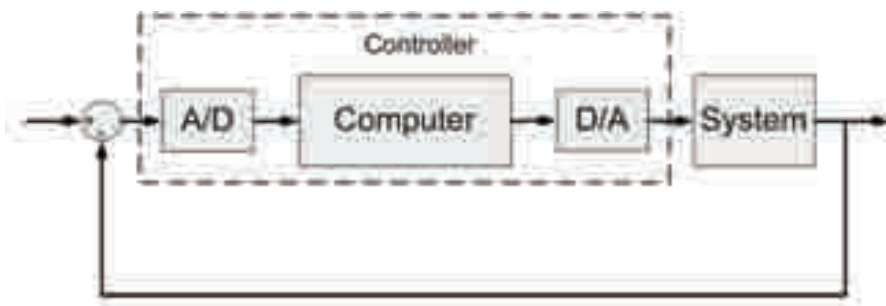 Controller
A/D
Computer
D/A
System